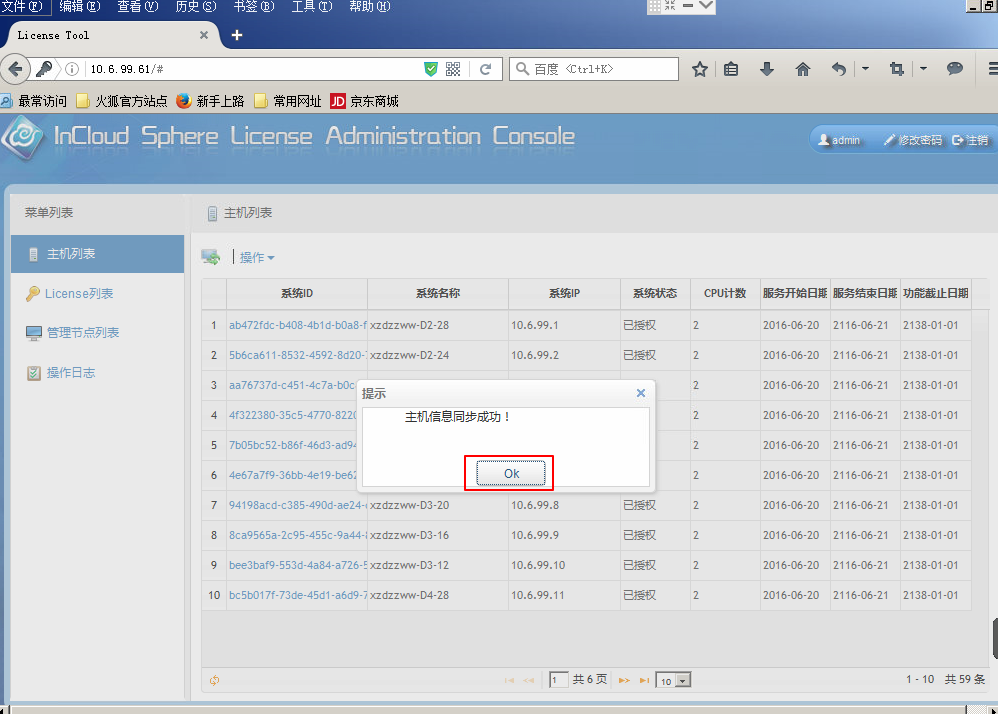 文件(F) 编辑(E) 查看(V) 历史(S) 书签(B) 工具(T) 帮助(H)
License Tool
10.6.99.61/#
百度 <Ctrl+K>
最常访问 火狐官方站点 新手上路 常用网址 JD 京东商城
InCloud Sphere License Administration Console
admin 修改密码 注销
菜单列表
主机列表
License列表
管理节点列表
操作日志
主机列表
操作
系统ID 系统名称 系统IP 系统状态 CPU计数 服务开始日期 服务结束日期 功能截止日期
1 ab472fdc-b408-4b1d-b0a8-f xzdzzww-D2-28 10.6.99.1 已授权 2 2016-06-20 2116-06-21 2138-01-01
2 5b6ca611-8532-4592-8d20- xzdzzww-D2-24 10.6.99.2 已授权 2 2016-06-20 2116-06-21 2138-01-01
3 aa76737d-c451-4c7a-b0c 2 2016-06-20 2116-06-21 2138-01-01
4 4f322380-35c5-4770-8220 2 2016-06-20 2116-06-21 2138-01-01
5 7b05bc52-b86f-46d3-ad94 2 2016-06-20 2116-06-21 2138-01-01
6 4e67a7f9-36bb-4e19-be62 2 2016-06-20 2116-06-21 2138-01-01
7 94198acd-c385-490d-ae24- xzdzzww-D3-20 10.6.99.8 已授权 2 2016-06-20 2116-06-21 2138-01-01
8 8ca9565a-2c95-455c-9a44- xzdzzww-D3-16 10.6.99.9 已授权 2 2016-06-20 2116-06-21 2138-01-01
9 bee3baf9-553d-4a84-a726-5 xzdzzww-D3-12 10.6.99.10 已授权 2 2016-06-20 2116-06-21 2138-01-01
10 bc5b017f-73de-45d1-a6d9-7 xzdzzww-D4-28 10.6.99.11 已授权 2 2016-06-20 2116-06-21 2138-01-01
提示
主机信息同步成功！
Ok
1 共 6 页 10 1 - 10 共 59 条